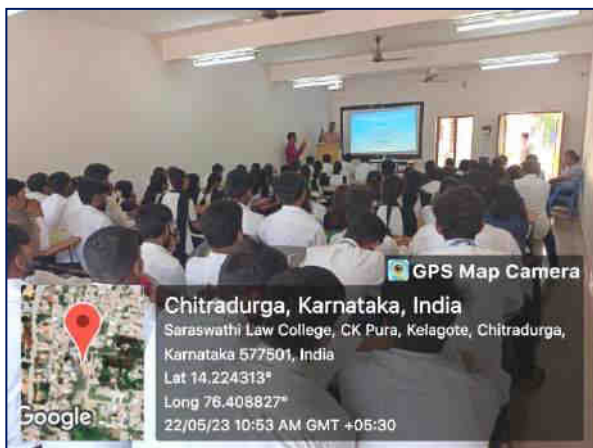 GPS Map Camera
Chitradurga, Karnataka, India
Saraswathi Law College, CK Pura, Kelagote, Chitradurga,
Karnataka 577501, India
Lat 14.224313°
Long 76.408827°
22/05/23 10:53 AM GMT +05:30
Google